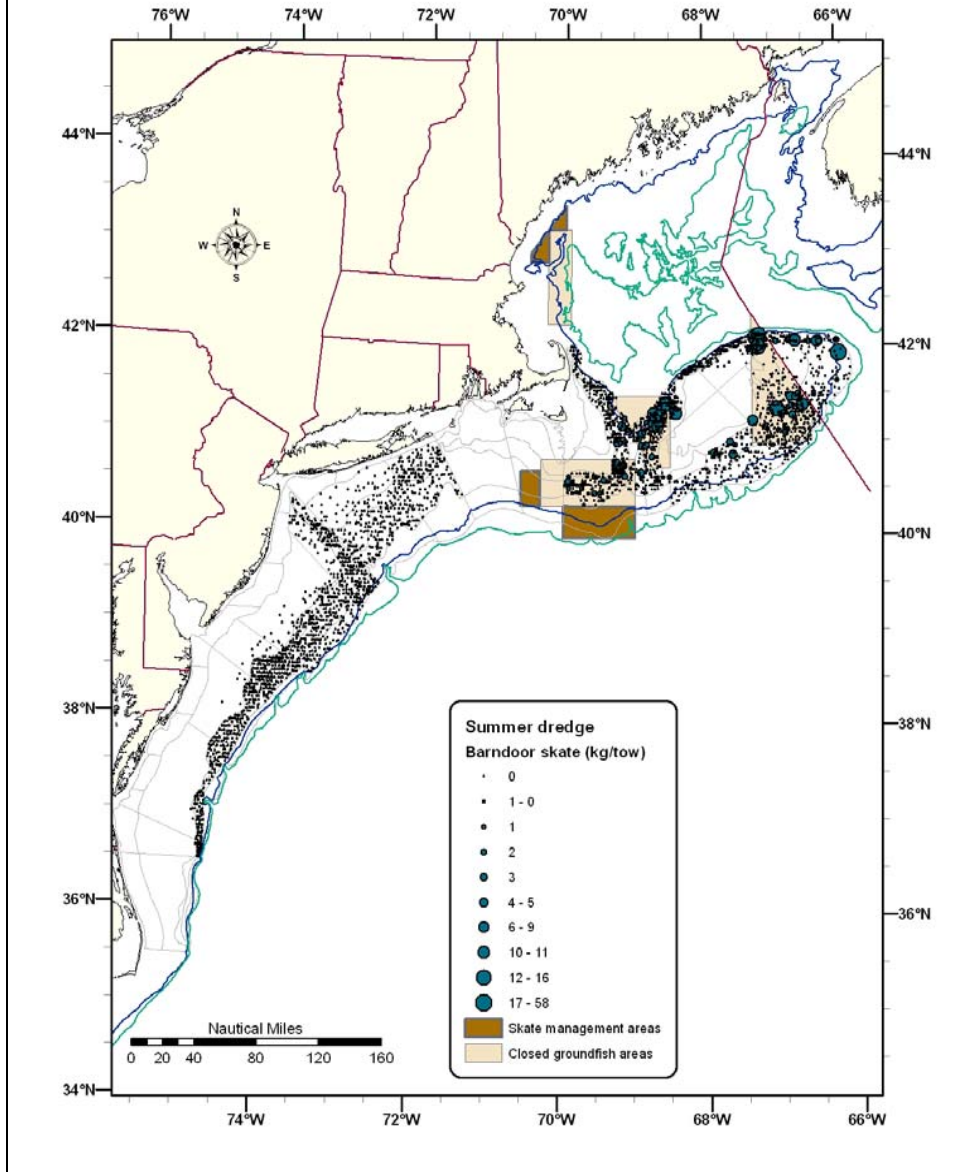 76°W 74°W 72°W 70°W 68°W 66°W
44°N 44°N
N
W E
S
42°N 42°N
40°N 40°N
38°N 38°N
Summer dredge
Barndoor skate (kg/tow)
0
1 - 0
1
2
3
4 - 5
6 - 9
10 - 11
12 - 16
17 - 58
Skate management areas
Closed groundfish areas
36°N 36°N
Nautical Miles
0 20 40 80 120 160
34°N
74°W 72°W 70°W 68°W 66°W